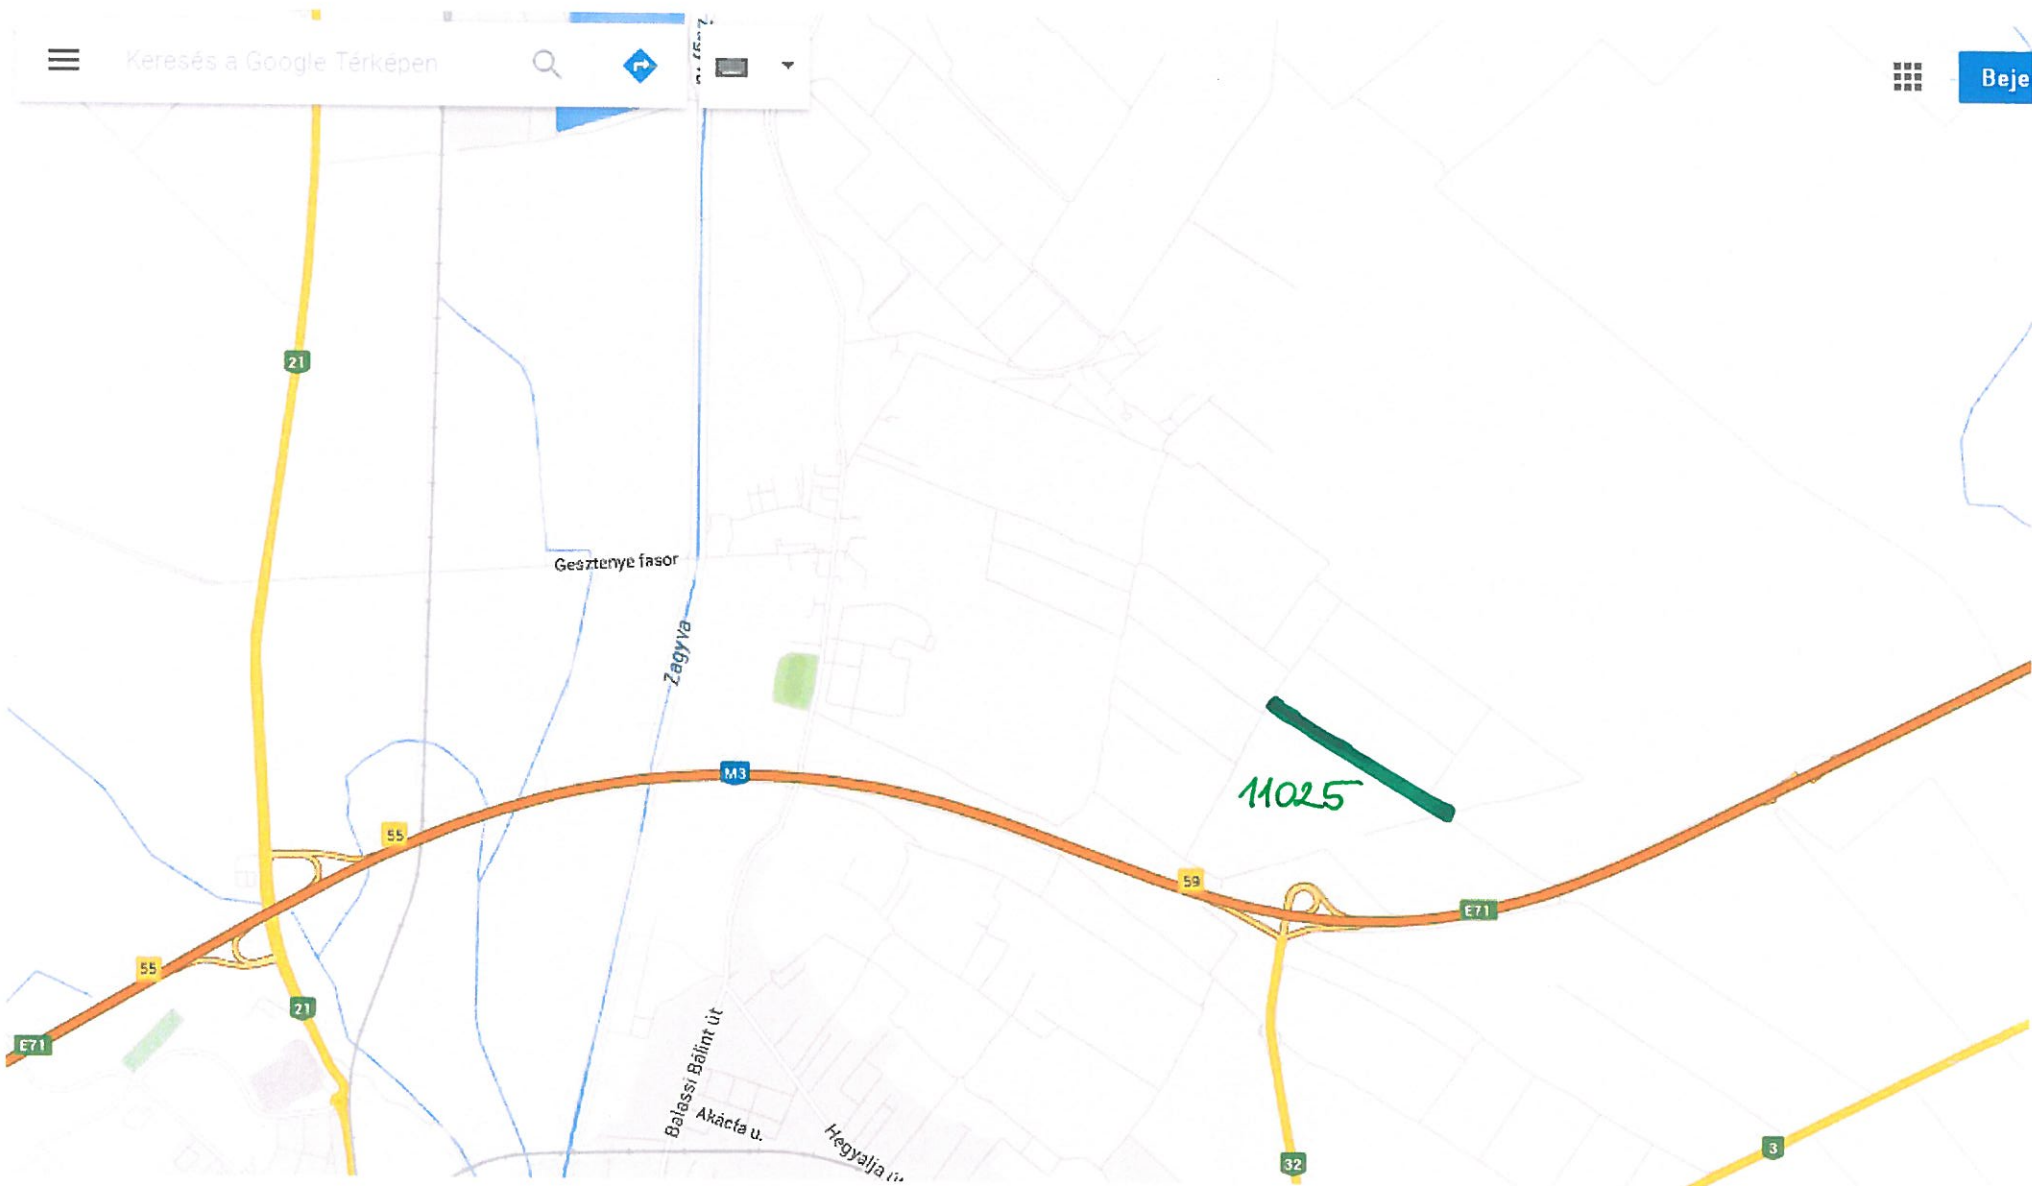 Keresés a Google Térképen
Beje
21
Gesztenye fasor
Zagyva
M3
11025
55
59
E71
55
21
E71
Balassi Bálint út
Akácfa u.
Hegyalja út
32
3